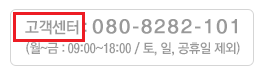 고객센터 : 080-8282-101
(월~금 : 09:00~18:00 / 토, 일, 공휴일 제외)